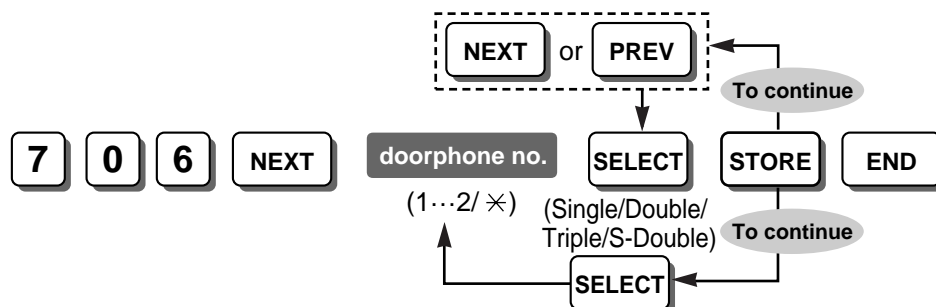 NEXT or PREV
To continue
7 0 6 NEXT doorphone no. SELECT STORE END
(1···2/ ✳)
(Single/Double/
Triple/S-Double)
To continue
SELECT